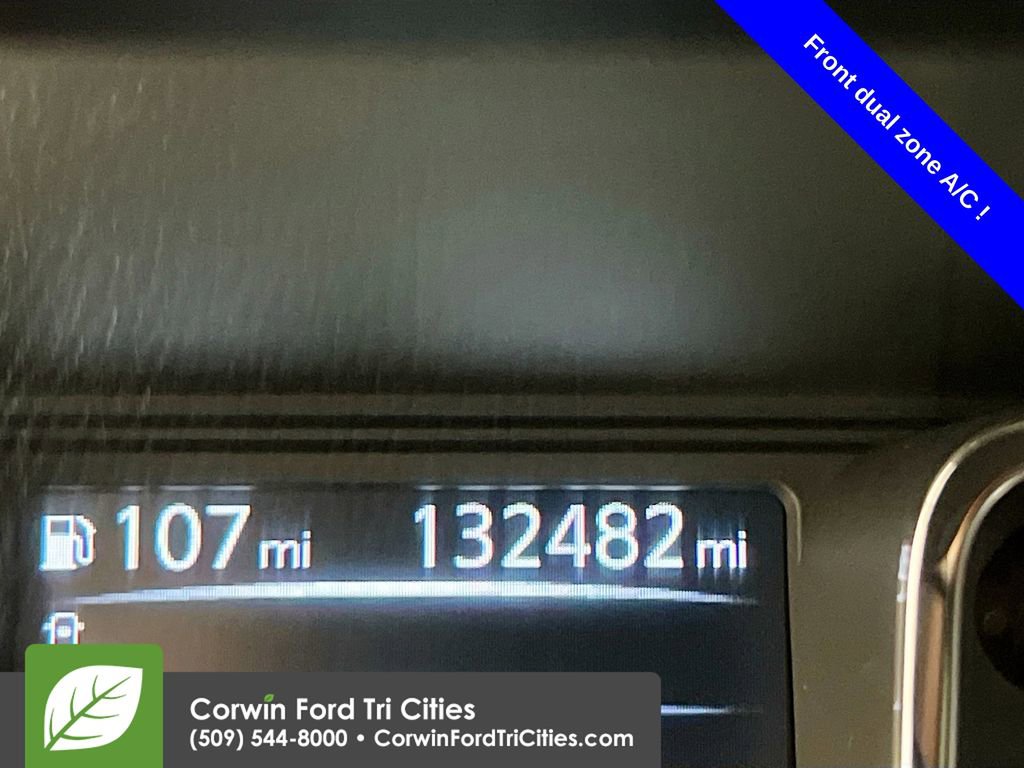 Front dual zone A/C !
107 mi 132482 mi
Corwin Ford Tri Cities
(509) 544-8000 • CorwinFordTriCities.com